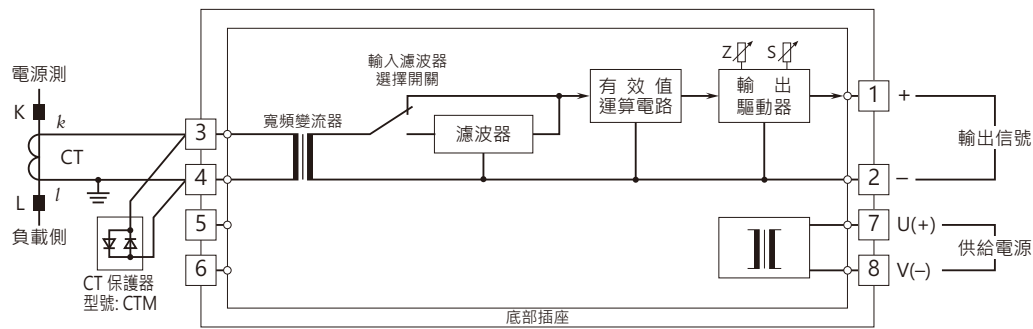 電源測
K
k
CT
L
l
負載側
CT 保護器
型號: CTM
3
4
5
6
寬頻變流器
輸入濾波器
選擇開關
濾波器
有效值
運算電路
Z
S
輸出
驅動器
1
+
2
–
輸出信號
7
U(+)
8
V(–)
供給電源
底部插座